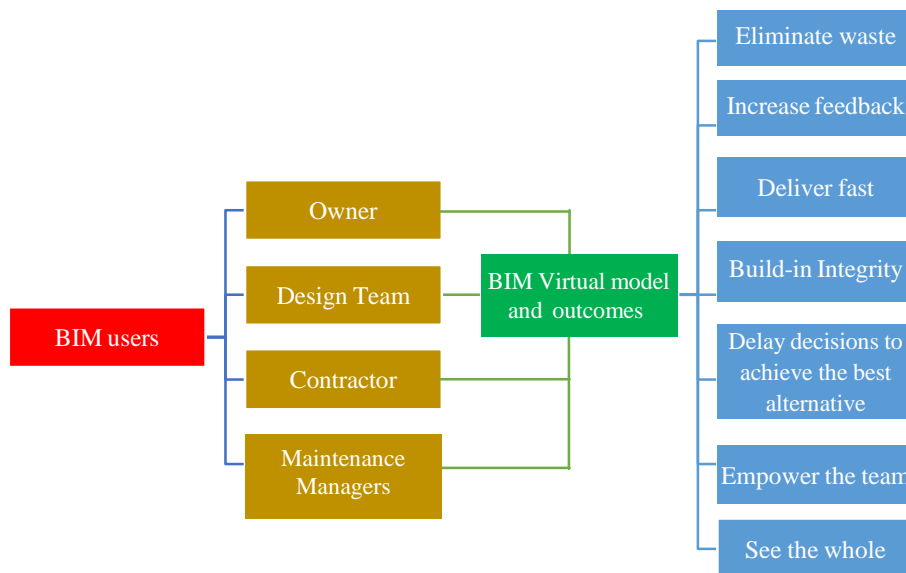 BIM users
Owner
Design Team
Contractor
Maintenance
Managers
BIM Virtual model
and outcomes
Eliminate waste
Increase feedback
Deliver fast
Build-in Integrity
Delay decisions to
achieve the best
alternative
Empower the team
See the whole